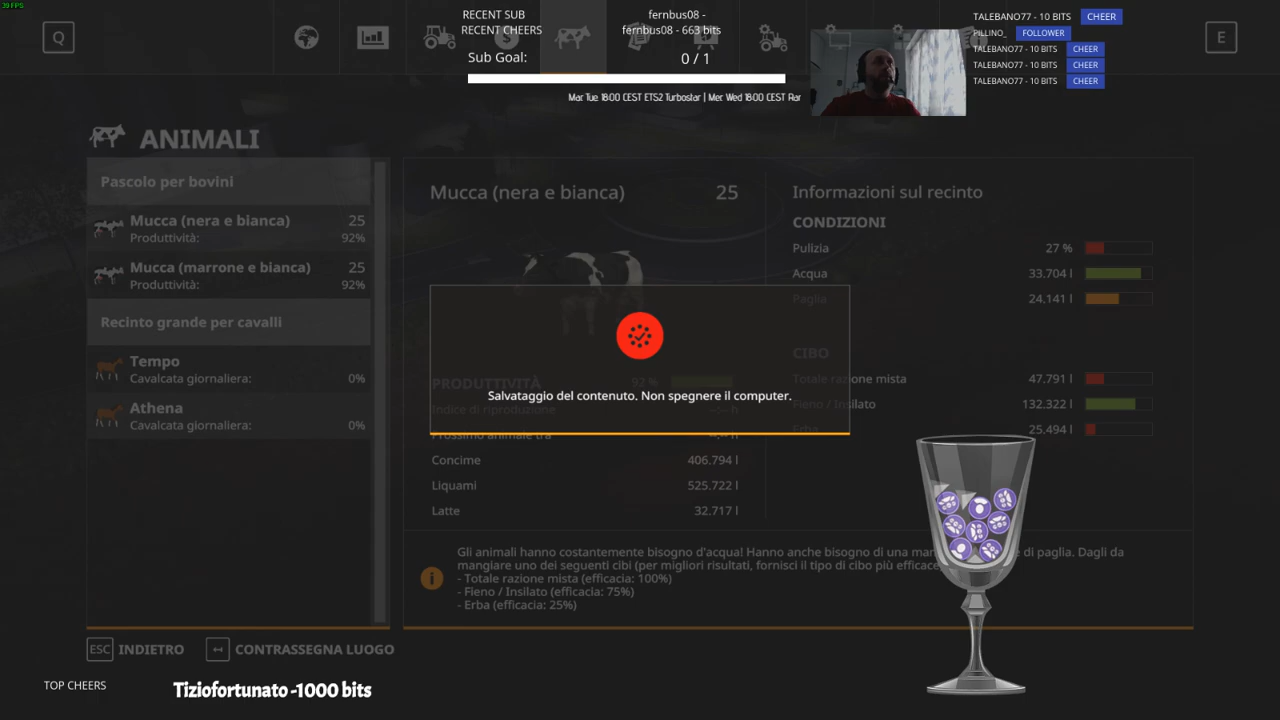 39 FPS
Q
E
RECENT SUB
fernbus08 -
RECENT CHEERS
fernbus08 - 663 bits
Sub Goal:
0 / 1
Mar Tue 18:00 CEST ETS2 Turbostar | Mer Wed 18:00 CEST
TALEBANO77 - 10 BITS CHEER
PILLINO_ FOLLOWER
TALEBANO77 - 10 BITS CHEER
TALEBANO77 - 10 BITS CHEER
TALEBANO77 - 10 BITS CHEER
ANIMALI
Pascolo per bovini
Mucca (nera e bianca) 25
Produttività: 92%
Mucca (marrone e bianca) 25
Produttività: 92%
Recinto grande per cavalli
Tempo
Cavalcata giornaliera: 0%
Athena
Cavalcata giornaliera: 0%
Mucca (nera e bianca) 25
PRODUTTIVITÀ 92 %
Salvataggio del contenuto. Non spegnere il computer.
Indice di riproduzione --:-- h
Prossimo animale tra --:-- h
Concime 406.794 l
Liquami 525.722 l
Latte 32.717 l
Informazioni sul recinto
CONDIZIONI
Pulizia 27 %
Acqua 33.704 l
Paglia 24.141 l
CIBO
Totale razione mista 47.791 l
Fieno / Insilato 132.322 l
Erba 25.494 l
Gli animali hanno costantemente bisogno d'acqua! Hanno anche bisogno di una di paglia. Dagli da
mangiare uno dei seguenti cibi (per migliori risultati, fornisci il tipo di cibo più efficace
- Totale razione mista (efficacia: 100%)
- Fieno / Insilato (efficacia: 75%)
- Erba (efficacia: 25%)
ESC INDIETRO
CONTRASSEGNA LUOGO
TOP CHEERS
Tiziofortunato -1000 bits